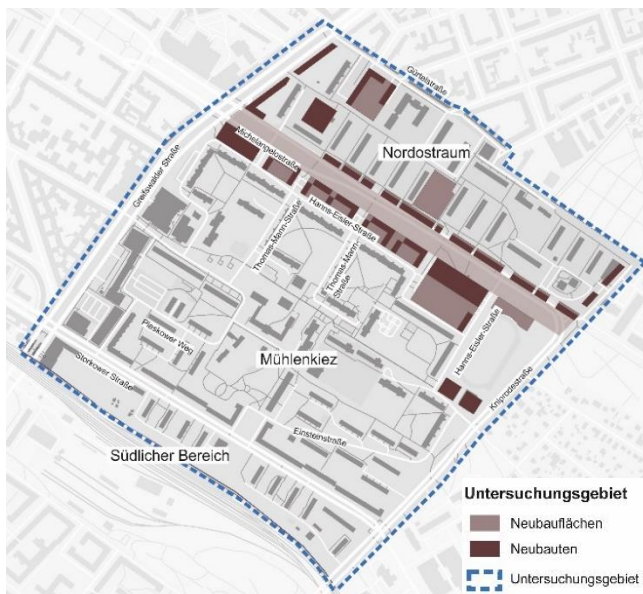 Gürtelstraße
Michelangelostraße
Nordostraum
Greifswalder Straße
Hanns-Eisler-Straße
Thomas-Mann-Straße
Thomas-Mann-
Straße
Pieskower Weg
Mühlenkiez
Hanns-Eisler-Straße
Kniprodestraße
Storkower Straße
Einsteinstraße
Südlicher Bereich
Untersuchungsgebiet
Neubauflächen
Neubauten
Untersuchungsgebiet